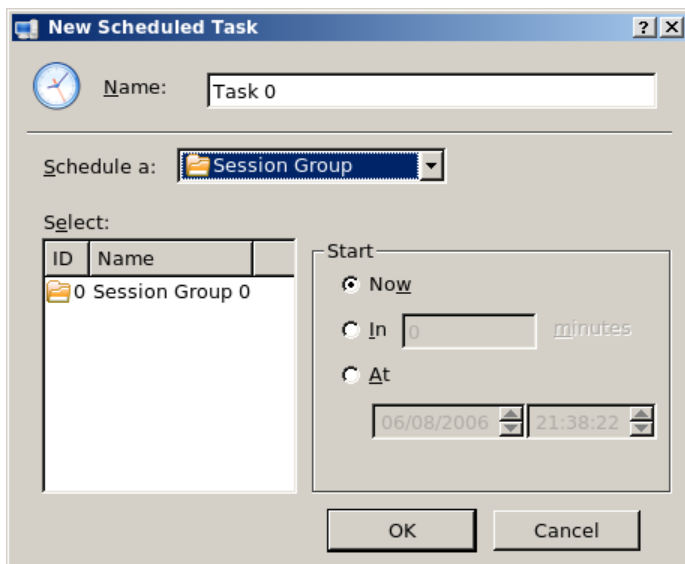 New Scheduled Task
Name: Task 0
Schedule a: Session Group
Select:
ID Name
0 Session Group 0
Start
Now
In 0 minutes
At
06/08/2006 21:38:22
OK Cancel